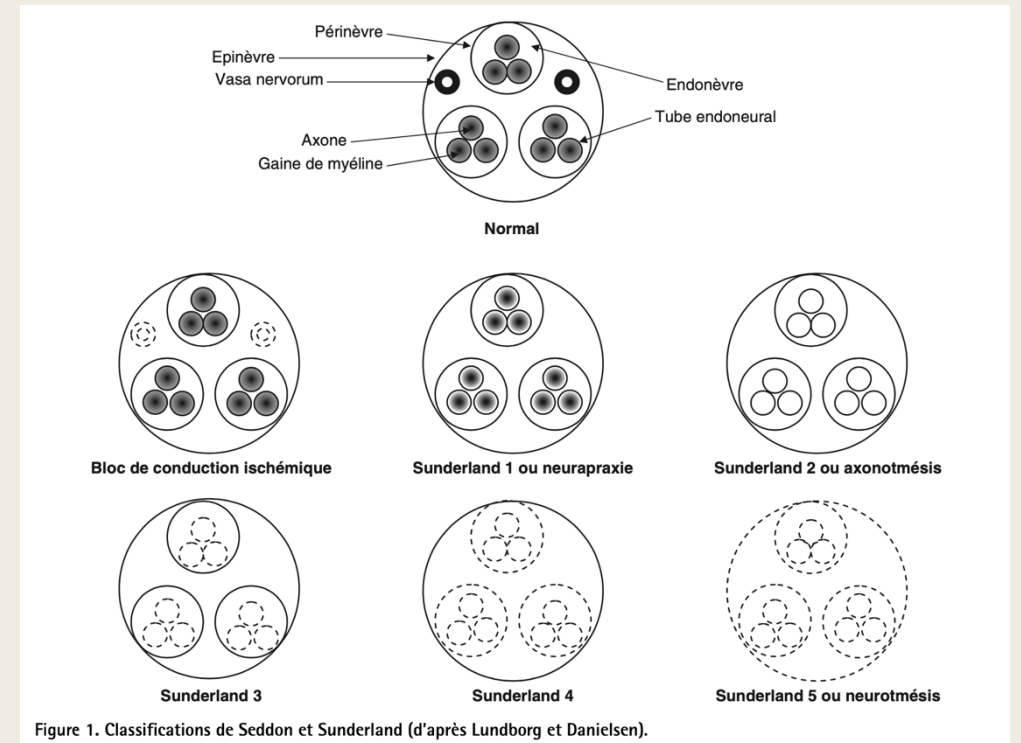 Périnèvre
Epinèvre
Vasa nervorum
Endonèvre
Tube endoneural
Axone
Gaine de myéline
Normal
Bloc de conduction ischémique
Sunderland 1 ou neurapraxie
Sunderland 2 ou axonotmésis
Sunderland 3
Sunderland 4
Sunderland 5 ou neurotmésis
Figure 1. Classifications de Seddon et Sunderland (d'après Lundborg et Danielsen).